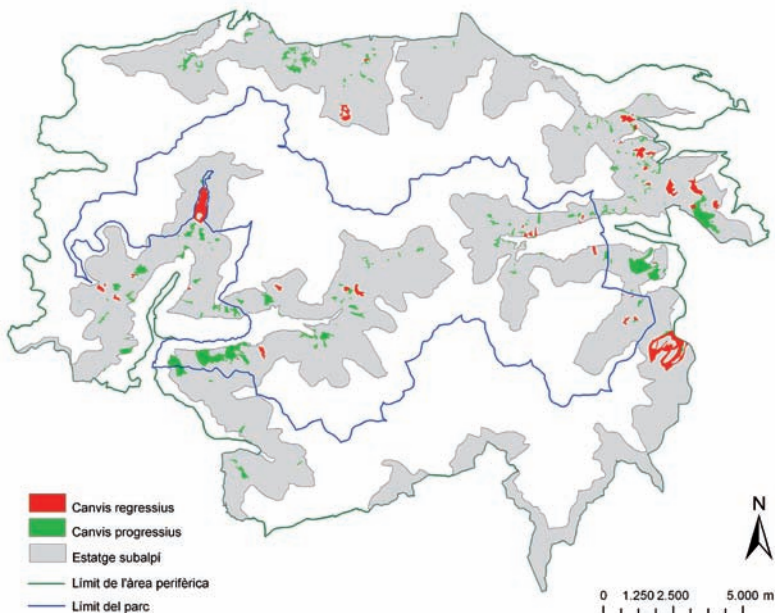 Canvis regressius
Canvis progressius
Estatge subalpí
Límit de l'àrea perifèrica
Límit del parc
N
0 1.250 2.500 5.000 m